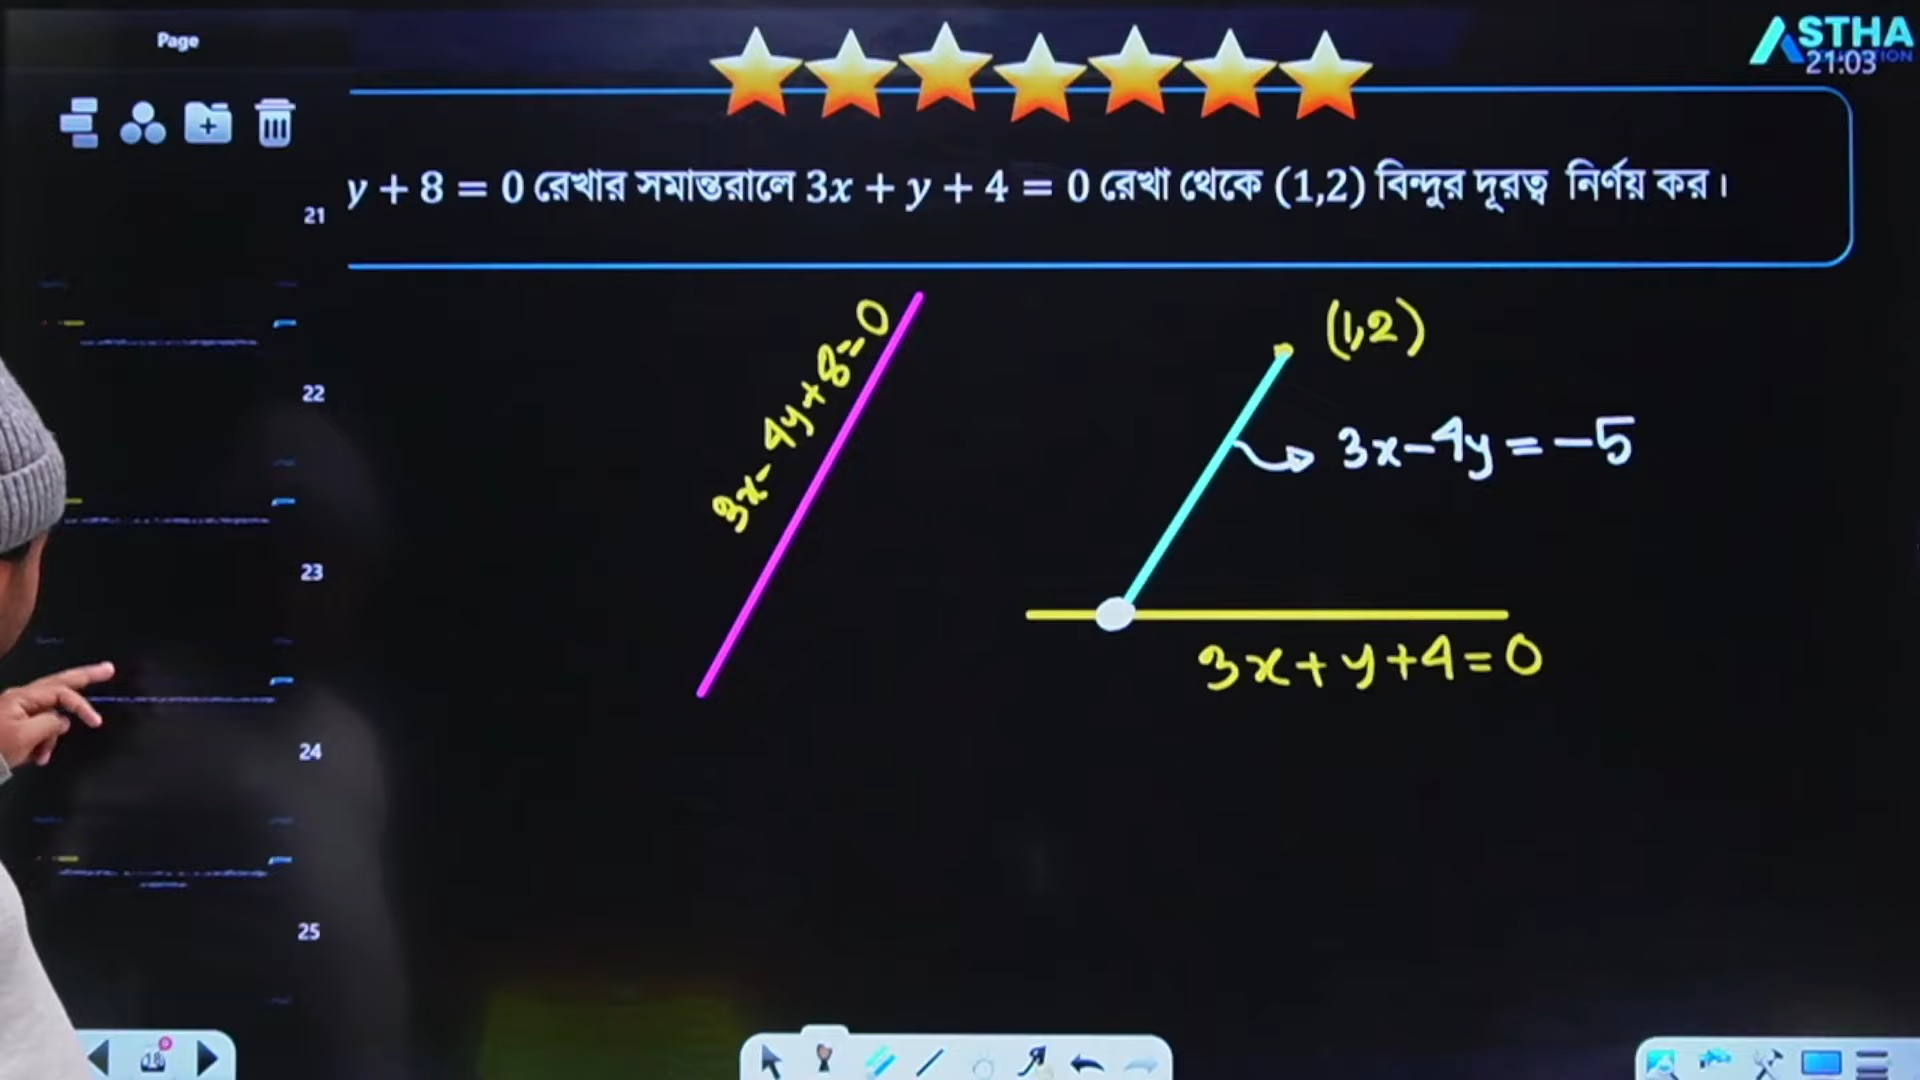 Page
ASTHA
21:03
y + 8 = 0 রেখার সমান্তরালে 3x + y + 4 = 0 রেখা থেকে (1,2) বিন্দুর দূরত্ব নির্ণয় কর।
21
22
23
24
25
3x-4y+8=0
(1,2)
3x-4y=-5
3x+y+4=0
18